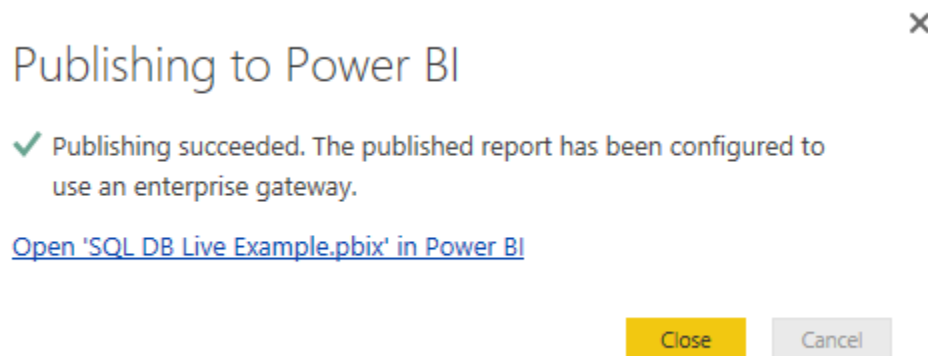 Publishing to Power BI
Publishing succeeded. The published report has been configured to
use an enterprise gateway.
Open 'SQL DB Live Example.pbix' in Power BI
Close Cancel